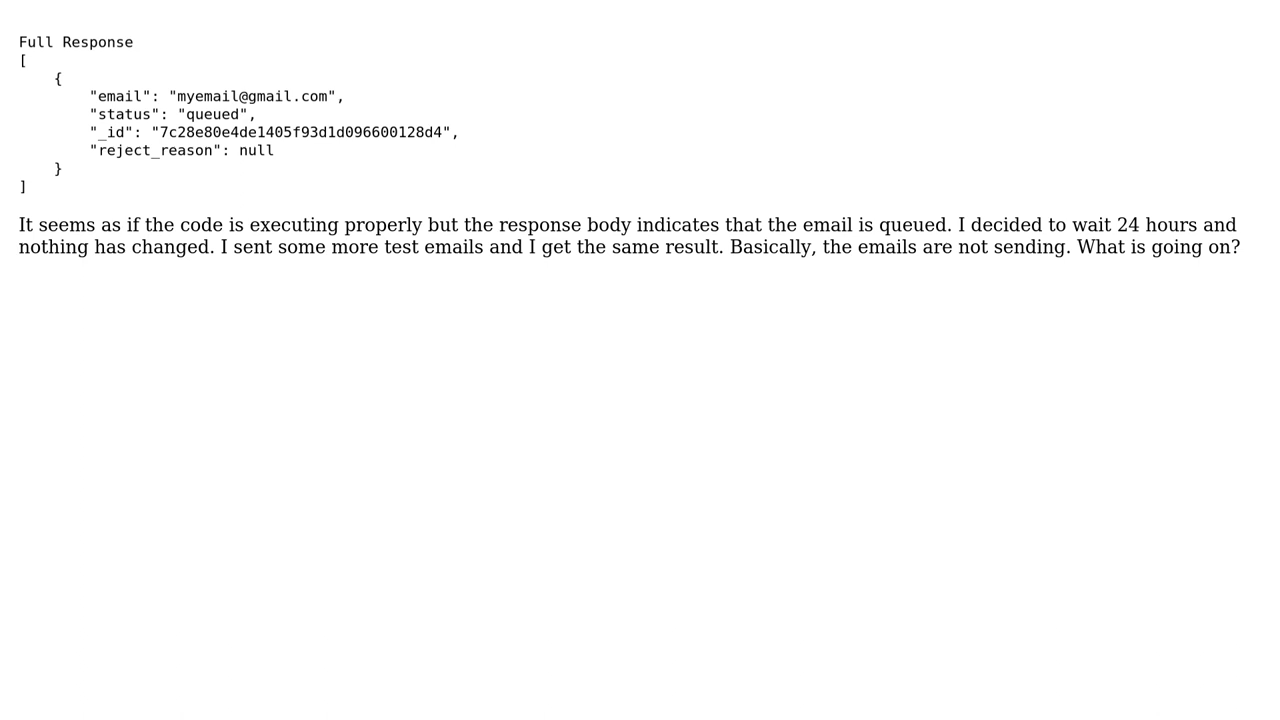 Full Response
[
    {
        "email": "myemail@gmail.com",
        "status": "queued",
        "_id": "7c28e80e4de1405f93d1d096600128d4",
        "reject_reason": null
    }
]
It seems as if the code is executing properly but the response body indicates that the email is queued. I decided to wait 24 hours and
nothing has changed. I sent some more test emails and I get the same result. Basically, the emails are not sending. What is going on?